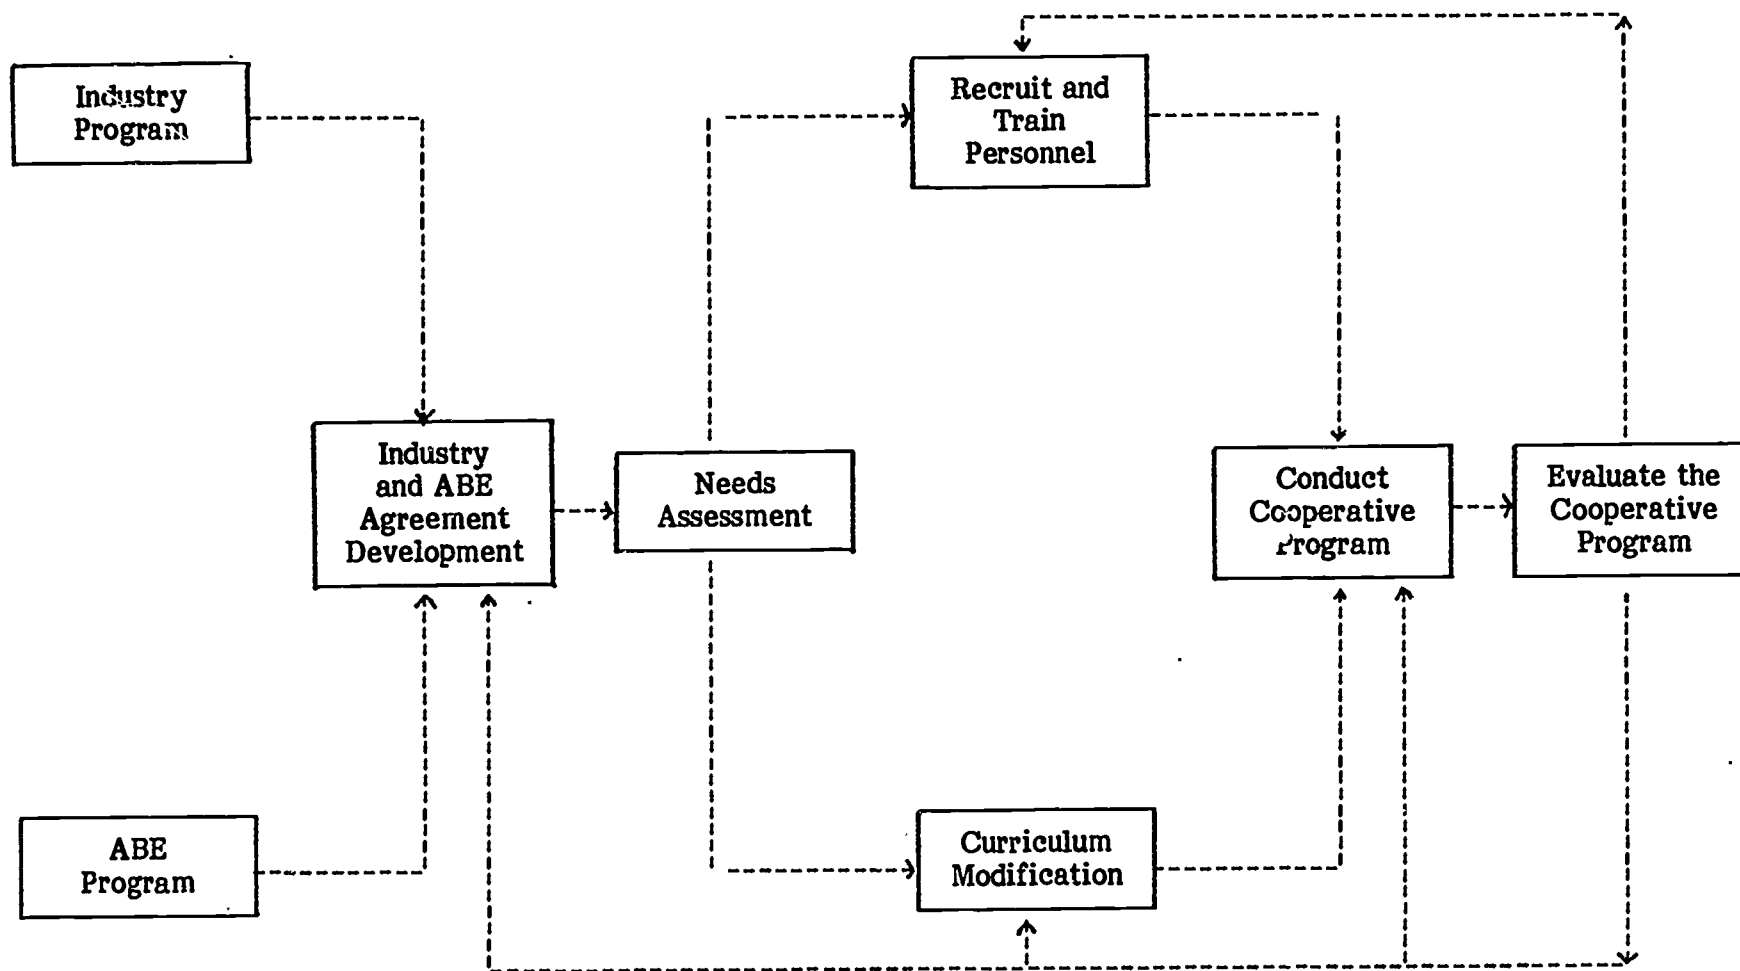 Industry
Program
Recruit and
Train
Personnel
Industry
and ABE
Agreement
Development
Needs
Assessment
Conduct
Cooperative
Program
Evaluate the
Cooperative
Program
ABE
Program
Curriculum
Modification